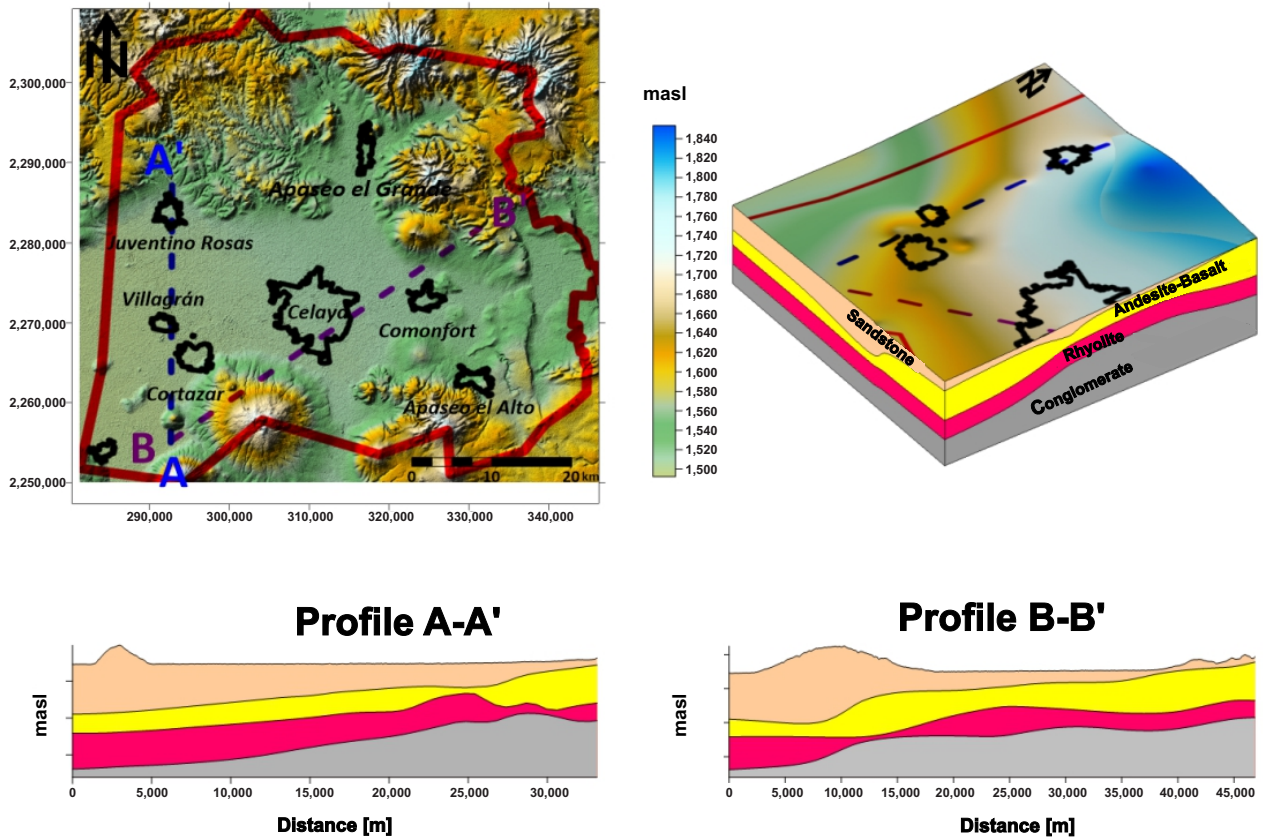 N
2,300,000
2,290,000
2,280,000
2,270,000
2,260,000
2,250,000
A'
Apaseo el Grande
B'
Juventino Rosas
Villagrán
Celaya
Comonfort
Cortazar
Apaseo el Alto
B
A
0 10 20 km
290,000 300,000 310,000 320,000 330,000 340,000
masl
1,840
1,820
1,800
1,780
1,760
1,740
1,720
1,700
1,680
1,660
1,640
1,620
1,600
1,580
1,560
1,540
1,520
1,500
N
Sandstone
Andesite-Basalt
Rhyolite
Conglomerate
Profile A-A'
masl
0 5,000 10,000 15,000 20,000 25,000 30,000
Distance [m]
Profile B-B'
masl
0 5,000 10,000 15,000 20,000 25,000 30,000 35,000 40,000 45,000
Distance [m]